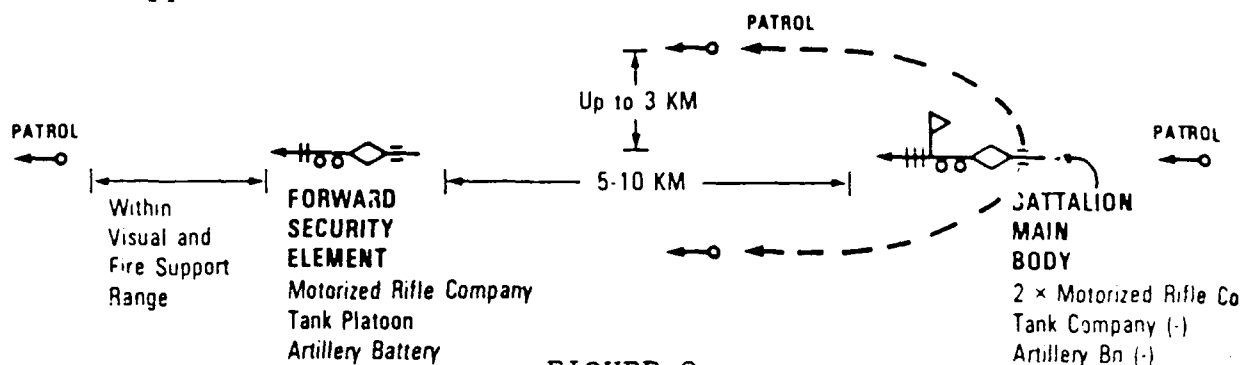 PATROL
Up to 3 KM
PATROL
PATROL
5-10 KM
Within
Visual and
Fire Support
Range
FORWARD
SECURITY
ELEMENT
Motorized Rifle Company
Tank Platoon
Artillery Battery
BATTALION
MAIN
BODY
2 × Motorized Rifle Co
Tank Company (-)
Artillery Bn (-)